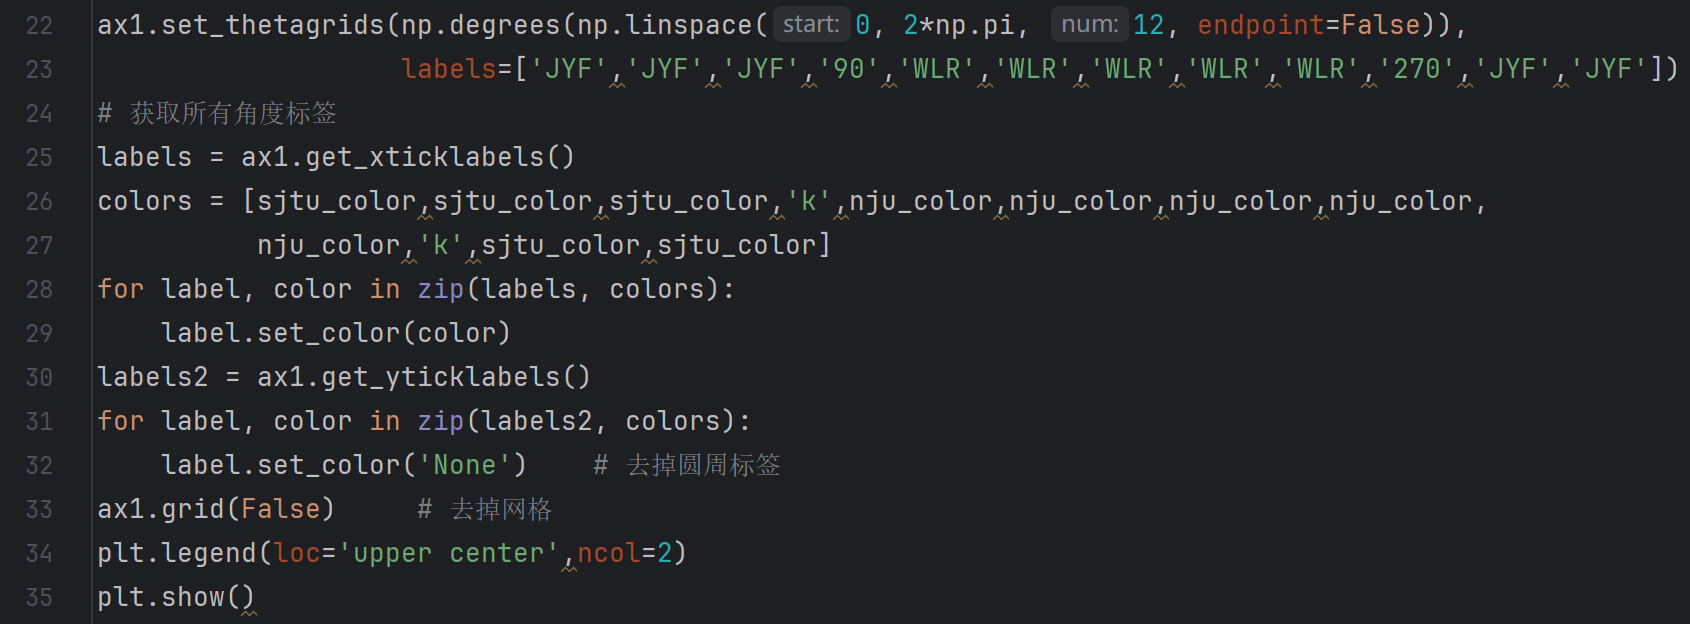 22 ax1.set_thetagrids(np.degrees(np.linspace( start: 0, 2*np.pi, num: 12, endpoint=False)),
23 labels=['JYF','JYF','JYF','90','WLR','WLR','WLR','WLR','WLR','270','JYF','JYF'])
24 # 获取所有角度标签
25 labels = ax1.get_xticklabels()
26 colors = [sjtu_color,sjtu_color,sjtu_color,'k',nju_color,nju_color,nju_color,nju_color,
27 nju_color,'k',sjtu_color,sjtu_color]
28 for label, color in zip(labels, colors):
29 label.set_color(color)
30 labels2 = ax1.get_yticklabels()
31 for label, color in zip(labels2, colors):
32 label.set_color('None') # 去掉圆周标签
33 ax1.grid(False) # 去掉网格
34 plt.legend(loc='upper center',ncol=2)
35 plt.show()